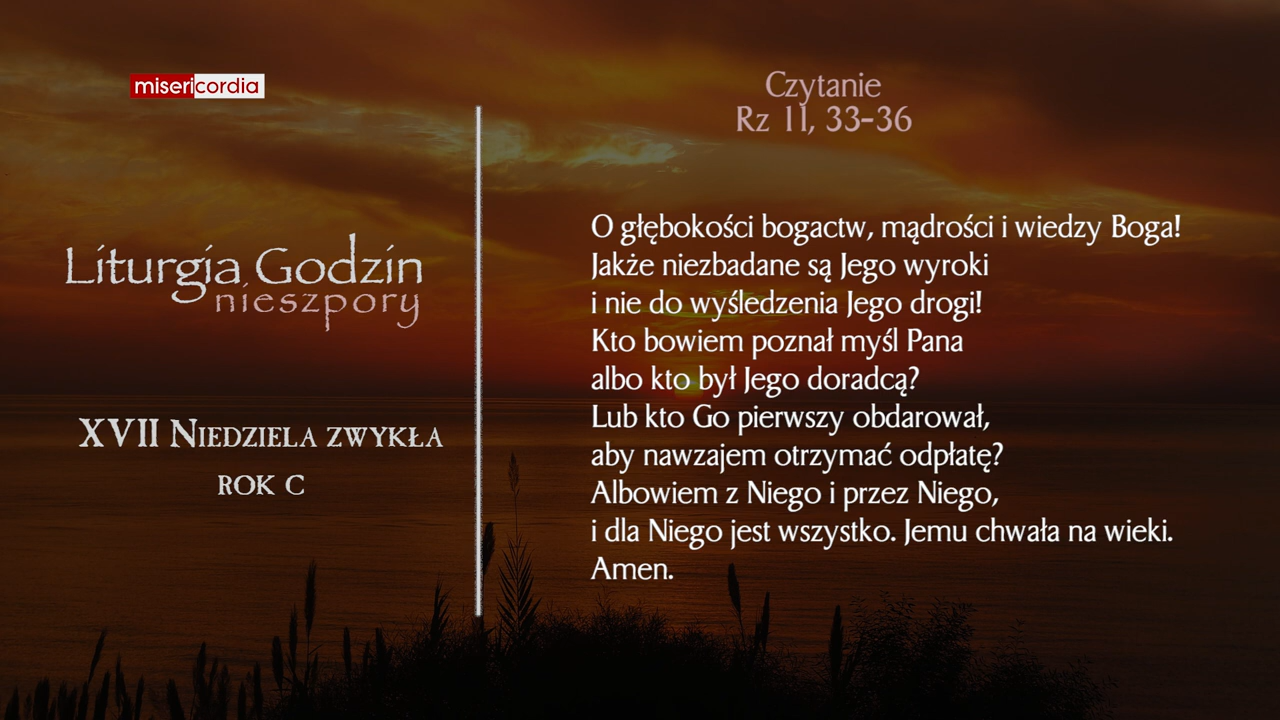 misericordia
Liturgia Godzin
nieszpory
XVII Niedziela zwykła
rok C
Czytanie
Rz 11, 33-36
O głębokości bogactw, mądrości i wiedzy Boga!
Jakże niezbadane są Jego wyroki
i nie do wyśledzenia Jego drogi!
Kto bowiem poznał myśl Pana
albo kto był Jego doradcą?
Lub kto Go pierwszy obdarował,
aby nawzajem otrzymać odpłatę?
Albowiem z Niego i przez Niego,
i dla Niego jest wszystko. Jemu chwała na wieki.
Amen.